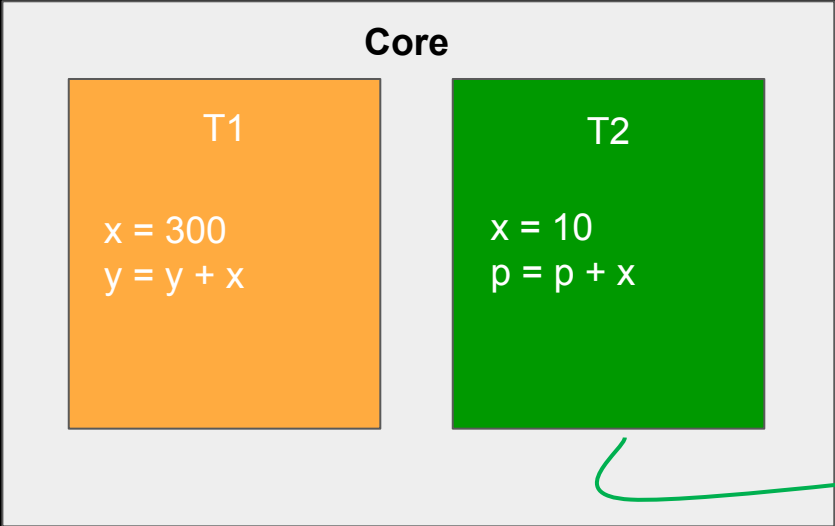 Core
T1
x = 300
y = y + x
T2
x = 10
p = p + x